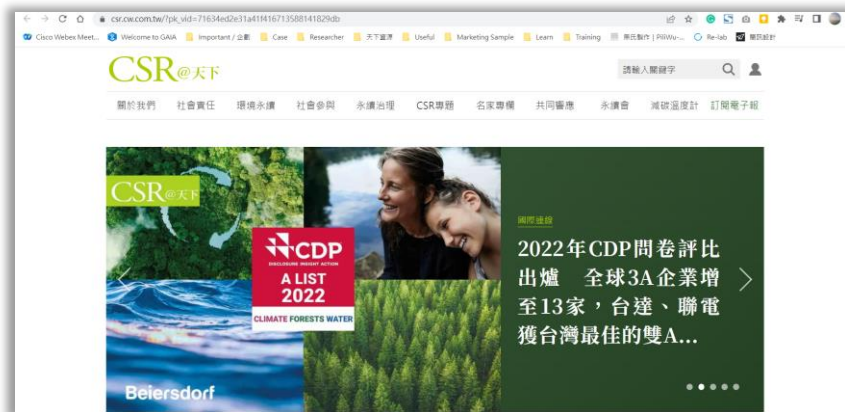 csr.cw.com.tw/?pk_vid=71634ed2e31a41f416713588141829db
Cisco Webex Meet... Welcome to GAIA Important / 企劃 Case Researcher 天下資源 Useful Marketing Sample Learn Training Re-lab
CSR@天下
請輸入關鍵字
關於我們 社會責任 環境永續 社會參與 永續治理 CSR專題 名家專欄 共同響應 永續會 減碳溫度計 訂閱電子報
CSR@天下
CDP
DISCLOSURE INSIGHT ACTION
A LIST
2022
CLIMATE FORESTS WATER
Beiersdorf
國際連線
2022年CDP問卷評比
出爐 全球3A企業增
至13家，台達、聯電
獲台灣最佳的雙A...